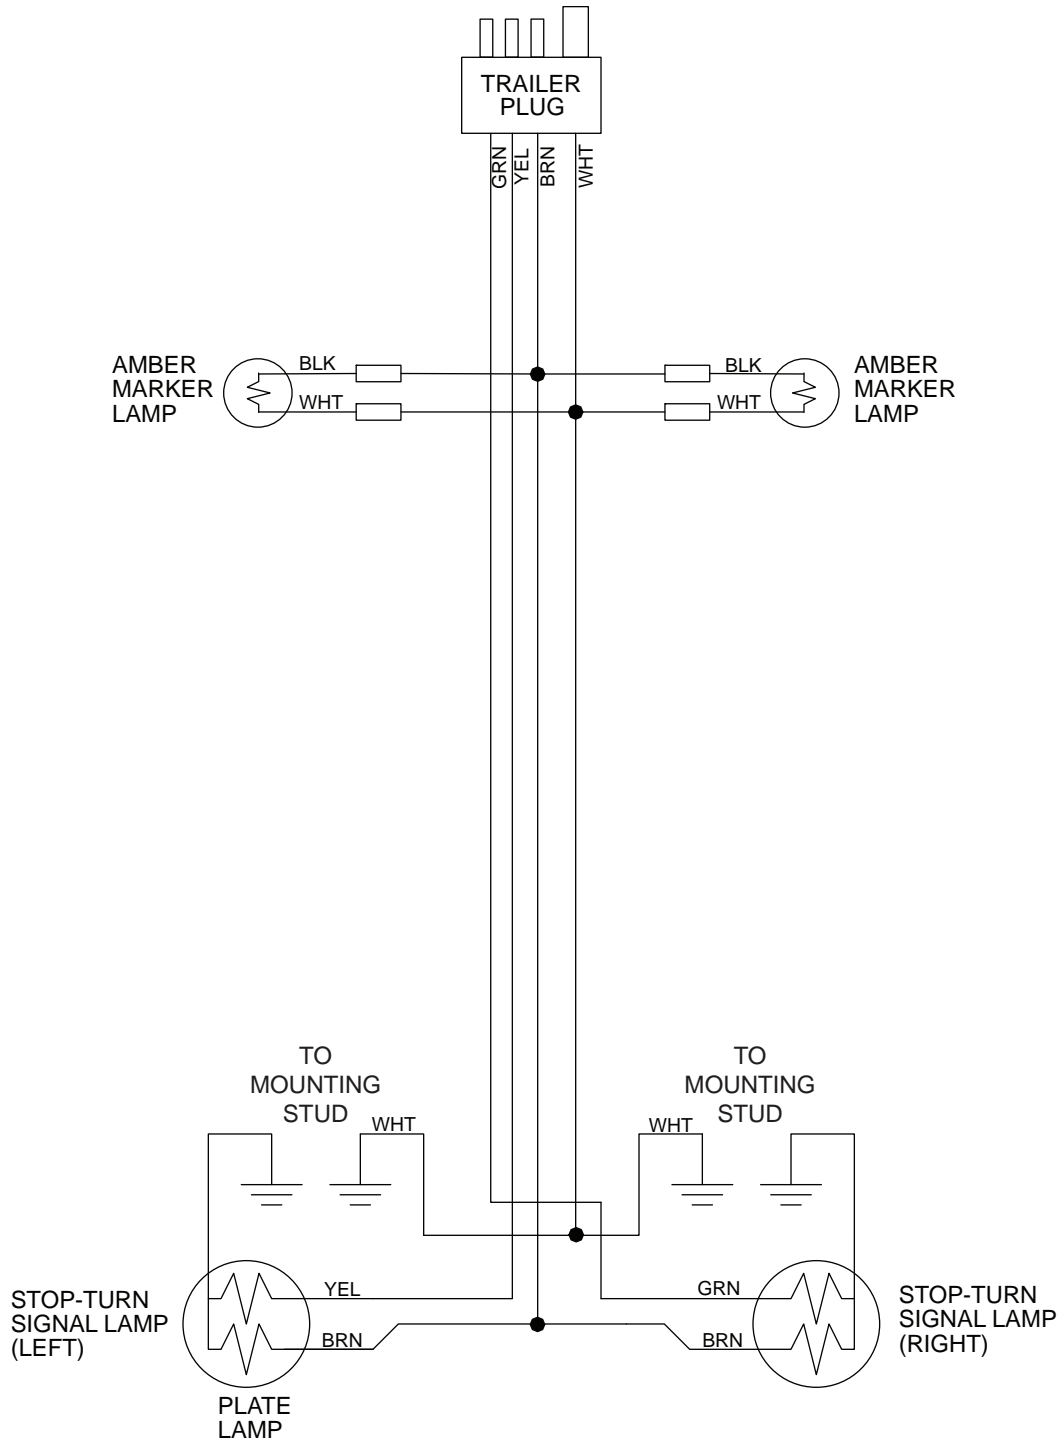 TRAILER
PLUG
GRN
YEL
BRN
WHT
AMBER
MARKER
LAMP
BLK
WHT
BLK
WHT
AMBER
MARKER
LAMP
TO
MOUNTING
STUD
WHT
TO
MOUNTING
STUD
WHT
STOP-TURN
SIGNAL LAMP
(LEFT)
YEL
BRN
GRN
BRN
STOP-TURN
SIGNAL LAMP
(RIGHT)
PLATE
LAMP